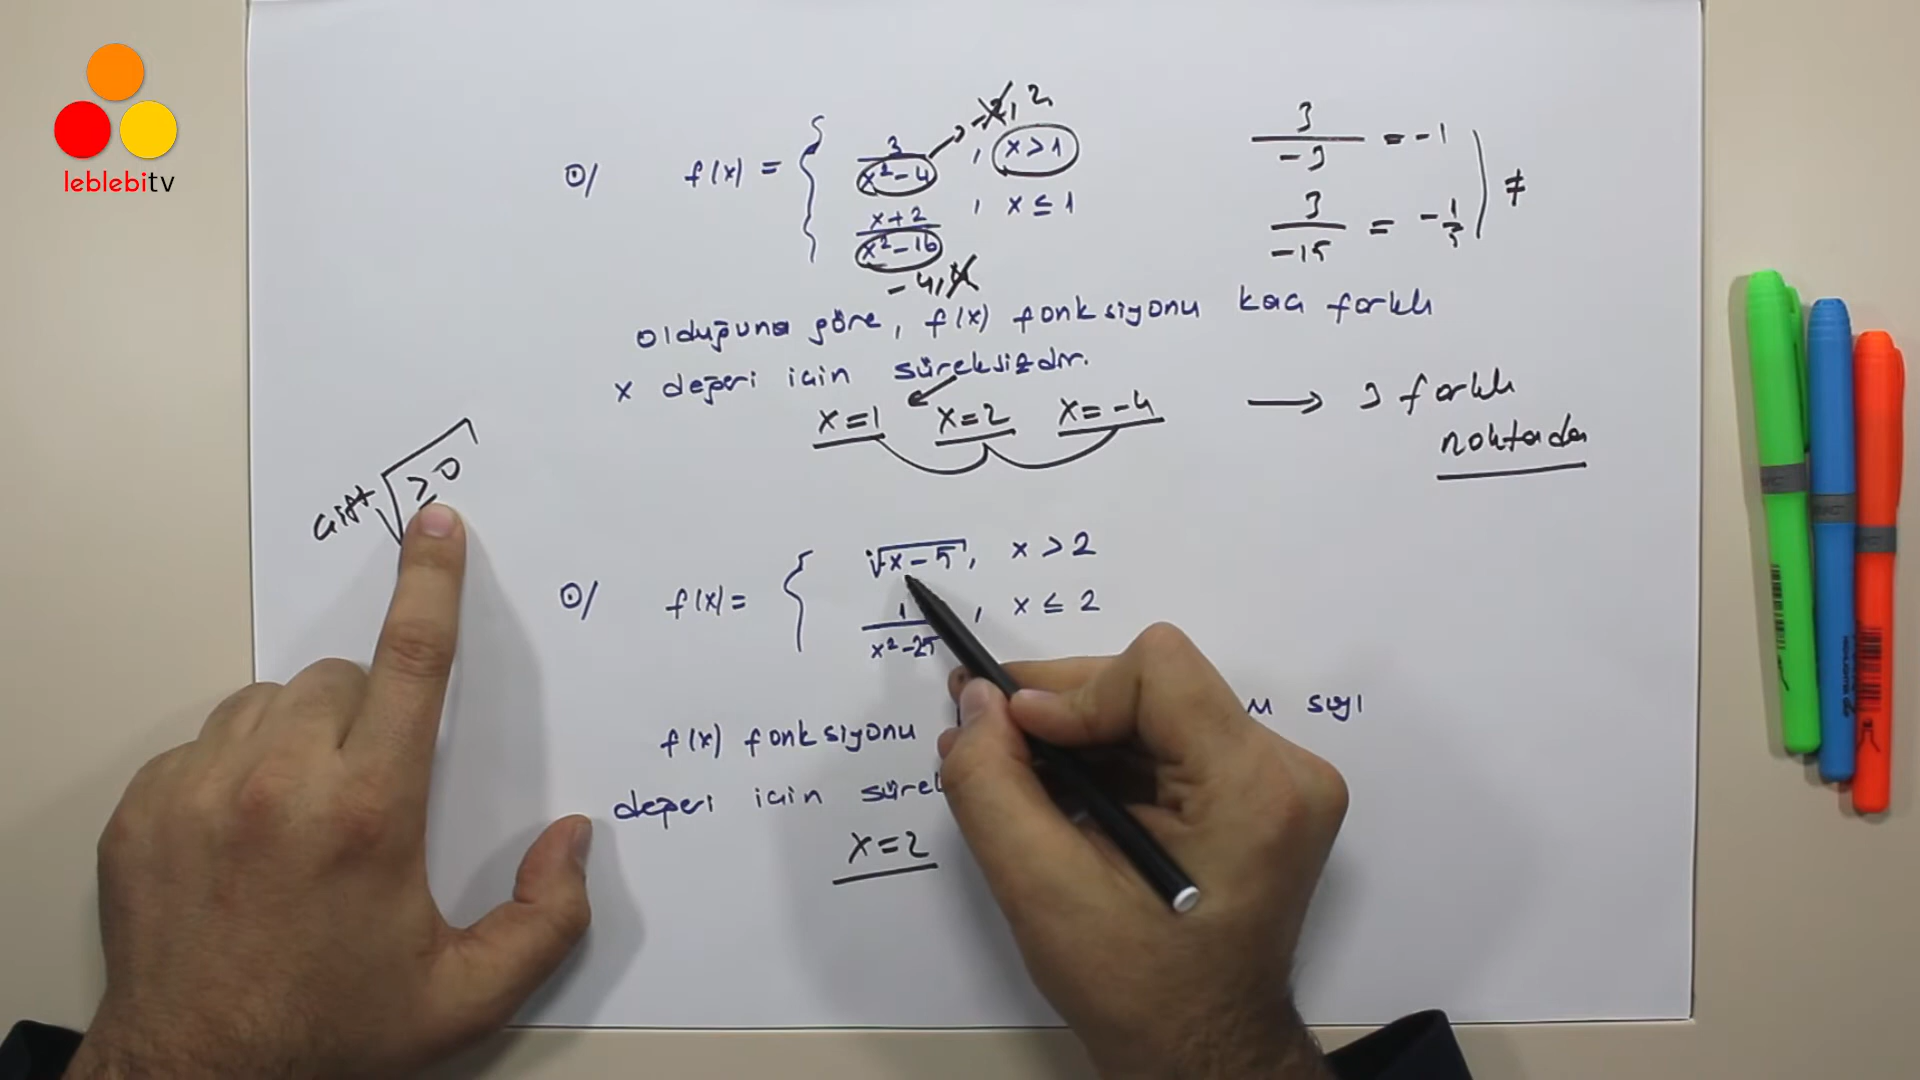 leblebitv
ö/ f(x) = { 3/(x²-4) , x > 1
-2, 2
(x+2)/(x²-16) , x ≤ 1
-4, 4
3/-3 = -1
3/-15 = -1/5
≠
olduğuna göre, f(x) fonksiyonu kaç farklı
x değeri için süreksizdir.
x=1 x=2 x=-4 → 3 farklı
noktada
çift √ ≥0
ö/ f(x) = { √x-5, x > 2
1/(x²-25) , x ≤ 2
f(x) fonksiyonu sayı
değeri için
x=2